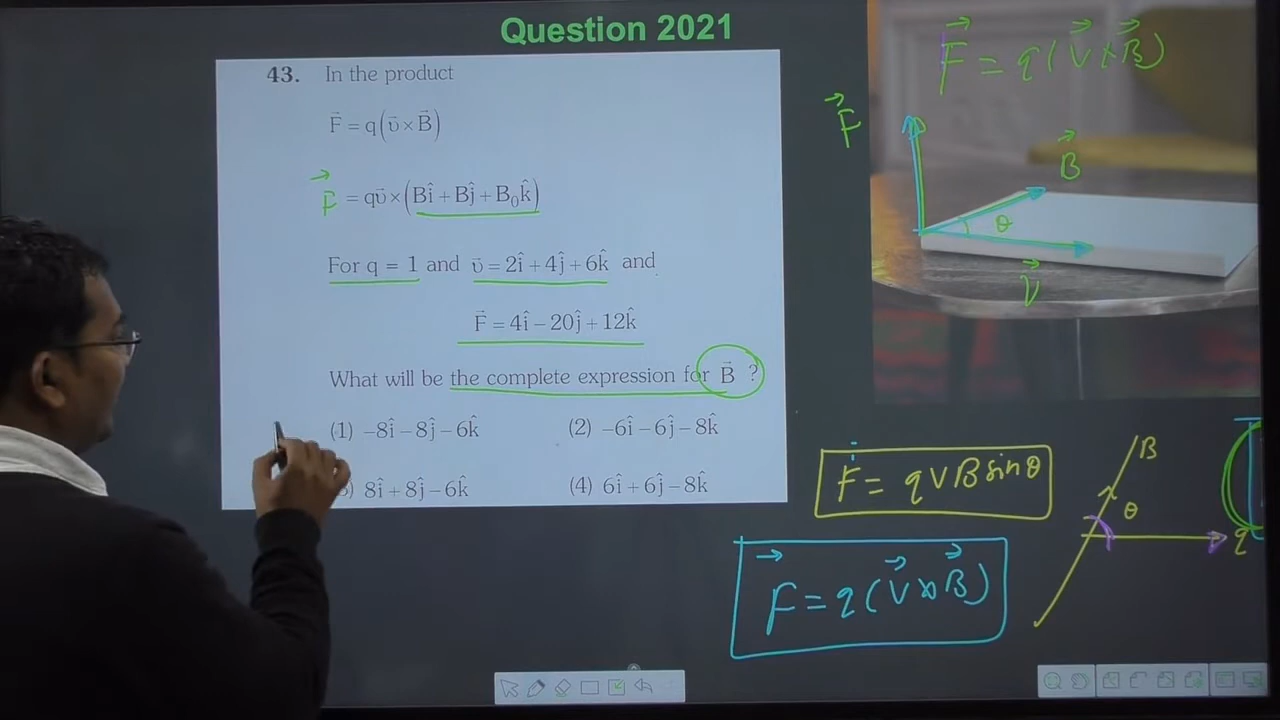 Question 2021
43. In the product
F⃗ = q(υ⃗ × B⃗)
F⃗ = qυ⃗ × (Bî + Bĵ + B₀k̂)
For q = 1 and υ⃗ = 2î + 4ĵ + 6k̂ and
F⃗ = 4î − 20ĵ + 12k̂
What will be the complete expression for B⃗ ?
(1) −8î − 8ĵ − 6k̂ (2) −6î − 6ĵ − 8k̂
8î + 8ĵ − 6k̂ (4) 6î + 6ĵ − 8k̂
F⃗ = q(V⃗ × B⃗)
F⃗
B⃗
θ
V⃗
F = qVB sinθ
B
θ
q
F⃗ = q(V⃗ × B⃗)